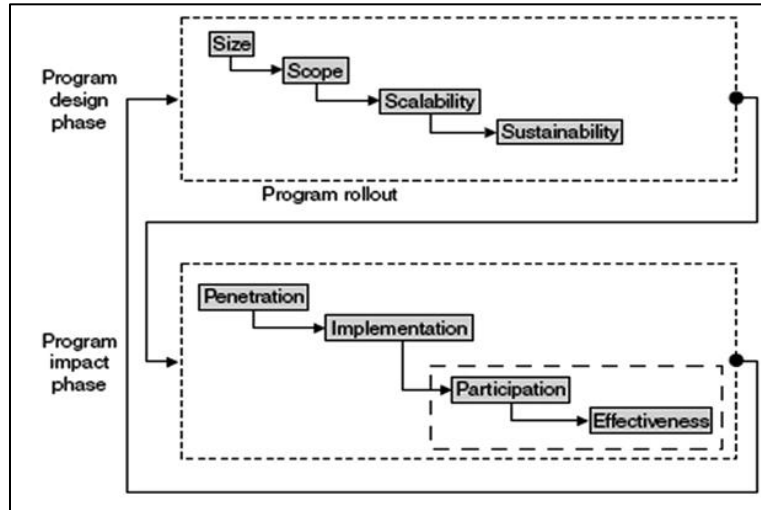 Size
Program
design
phase
Scope
Scalability
Sustainability
Program rollout
Penetration
Program
impact
phase
Implementation
Participation
Effectiveness